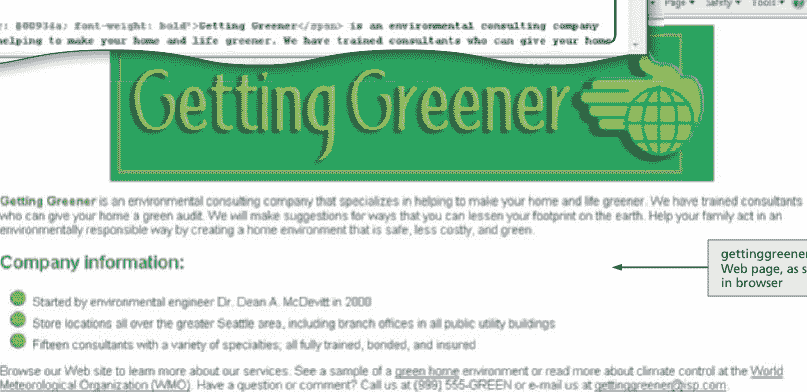 : 80093 4a; font-weight: bold">Getting Greener</span> is an environmental consulting company
elping to make your home and life greener. We have trained consultants who can give your home
Page Safety Tools
Getting Greener
Getting Greener is an environmental consulting company that specializes in helping to make your home and life greener. We have trained consultants
who can give your home a green audit. We will make suggestions for ways that you can lessen your footprint on the earth. Help your family act in an
environmentally responsible way by creating a home environment that is safe, less costly, and green.
Company information:
gettinggreener
Web page, as s
in browser
Started by environmental engineer Dr. Dean A. McDevitt in 2000
Store locations all over the greater Seattle area, including branch offices in all public utility buildings
Fifteen consultants with a variety of specialties; all fully trained, bonded, and insured
Browse our Web site to learn more about our services. See a sample of a green home environment or read more about climate control at the World
Meteorological Organization (WMO). Have a question or comment? Call us at (999) 555-GREEN or e-mail us at gettinggreener@isp.com.